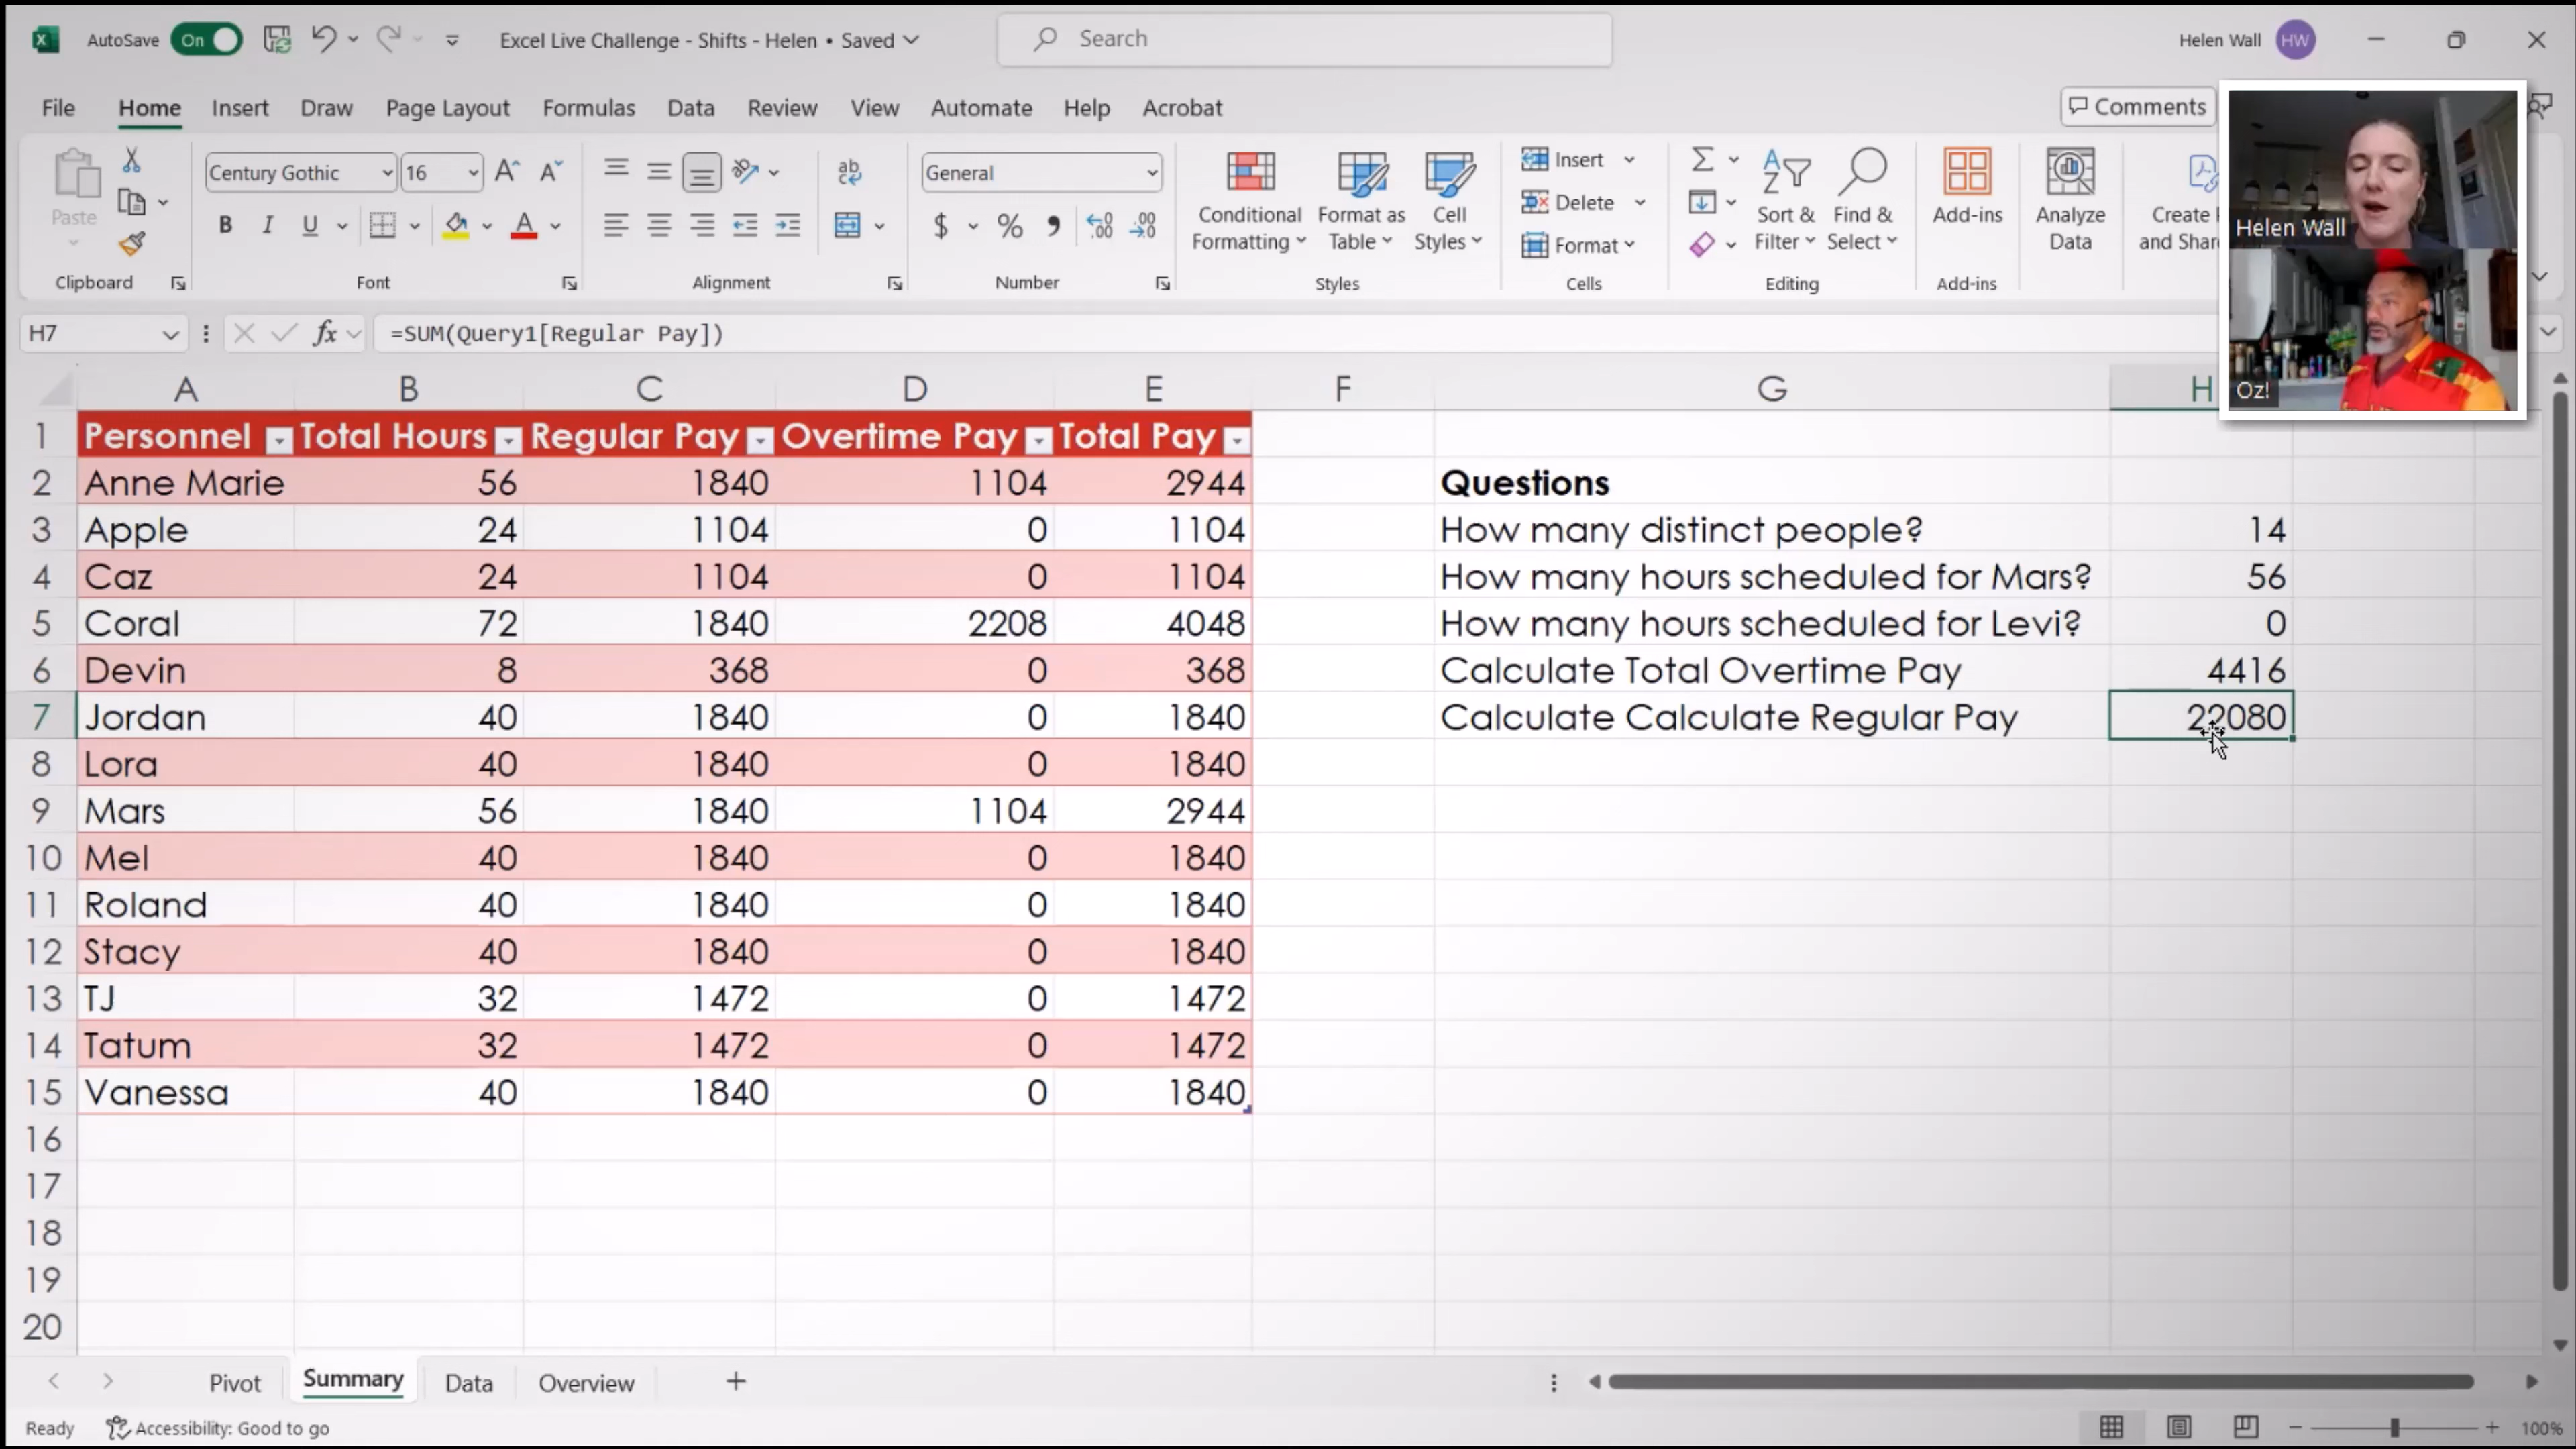 AutoSave On Excel Live Challenge - Shifts - Helen • Saved Search Helen Wall HW
File Home Insert Draw Page Layout Formulas Data Review View Automate Help Acrobat Comments
Century Gothic 16 General
Insert
Delete
Format
Paste
Conditional Formatting
Format as Table
Cell Styles
Sort & Filter
Find & Select
Add-ins
Analyze Data
Create
and Share
Clipboard Font Alignment Number Styles Cells Editing Add-ins
Helen Wall
Oz!
H7 fx =SUM(Query1[Regular Pay])
A B C D E F G H
1 Personnel Total Hours Regular Pay Overtime Pay Total Pay
2 Anne Marie 56 1840 1104 2944 Questions
3 Apple 24 1104 0 1104 How many distinct people? 14
4 Caz 24 1104 0 1104 How many hours scheduled for Mars? 56
5 Coral 72 1840 2208 4048 How many hours scheduled for Levi? 0
6 Devin 8 368 0 368 Calculate Total Overtime Pay 4416
7 Jordan 40 1840 0 1840 Calculate Calculate Regular Pay 22080
8 Lora 40 1840 0 1840
9 Mars 56 1840 1104 2944
10 Mel 40 1840 0 1840
11 Roland 40 1840 0 1840
12 Stacy 40 1840 0 1840
13 TJ 32 1472 0 1472
14 Tatum 32 1472 0 1472
15 Vanessa 40 1840 0 1840
16
17
18
19
20
Pivot Summary Data Overview +
Ready Accessibility: Good to go 100%